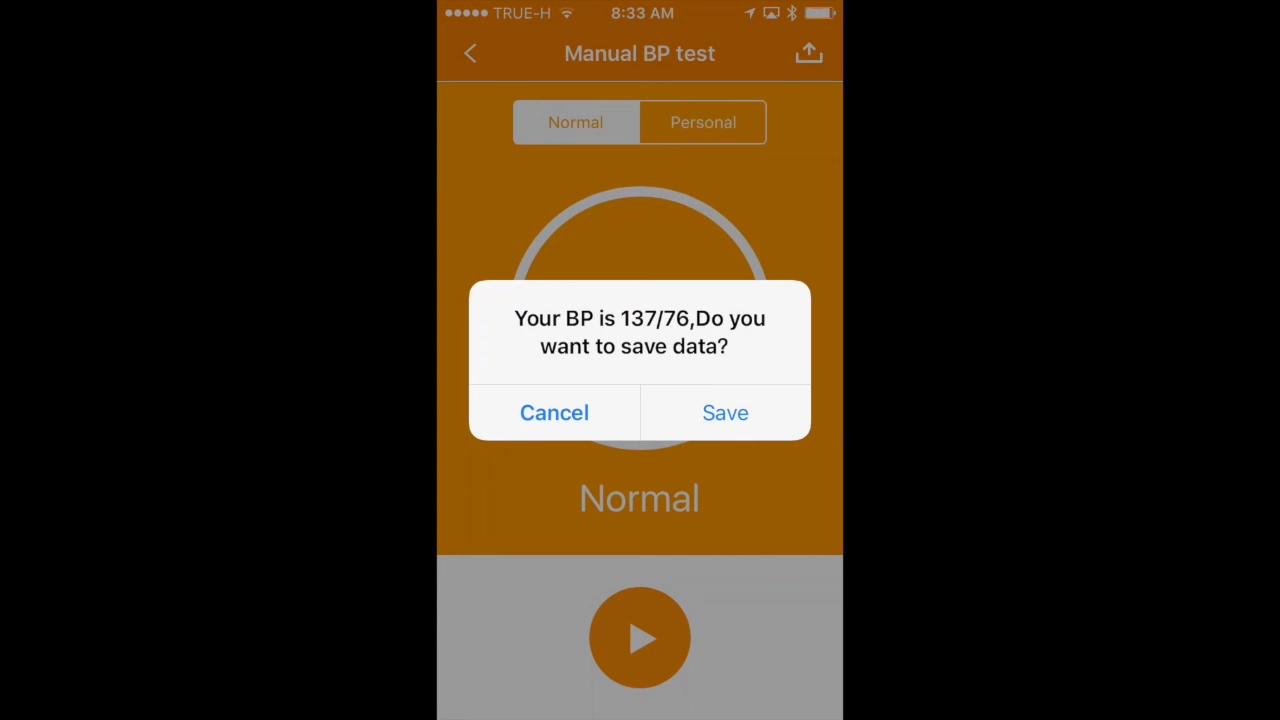 TRUE-H 8:33 AM
Manual BP test
Normal Personal
Your BP is 137/76,Do you
want to save data?
Cancel Save
Normal